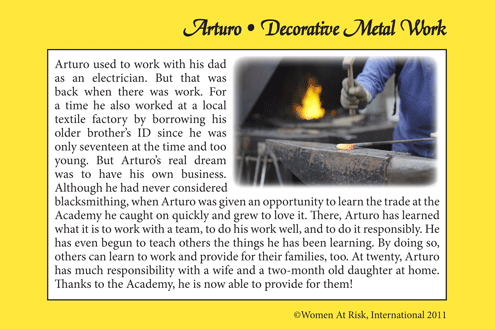 Arturo • Decorative Metal Work
Arturo used to work with his dad
as an electrician. But that was
back when there was work. For
a time he also worked at a local
textile factory by borrowing his
older brother's ID since he was
only seventeen at the time and too
young. But Arturo's real dream
was to have his own business.
Although he had never considered
blacksmithing, when Arturo was given an opportunity to learn the trade at the
Academy he caught on quickly and grew to love it. There, Arturo has learned
what it is to work with a team, to do his work well, and to do it responsibly. He
has even begun to teach others the things he has been learning. By doing so,
others can learn to work and provide for their families, too. At twenty, Arturo
has much responsibility with a wife and a two-month old daughter at home.
Thanks to the Academy, he is now able to provide for them!
©Women At Risk, International 2011